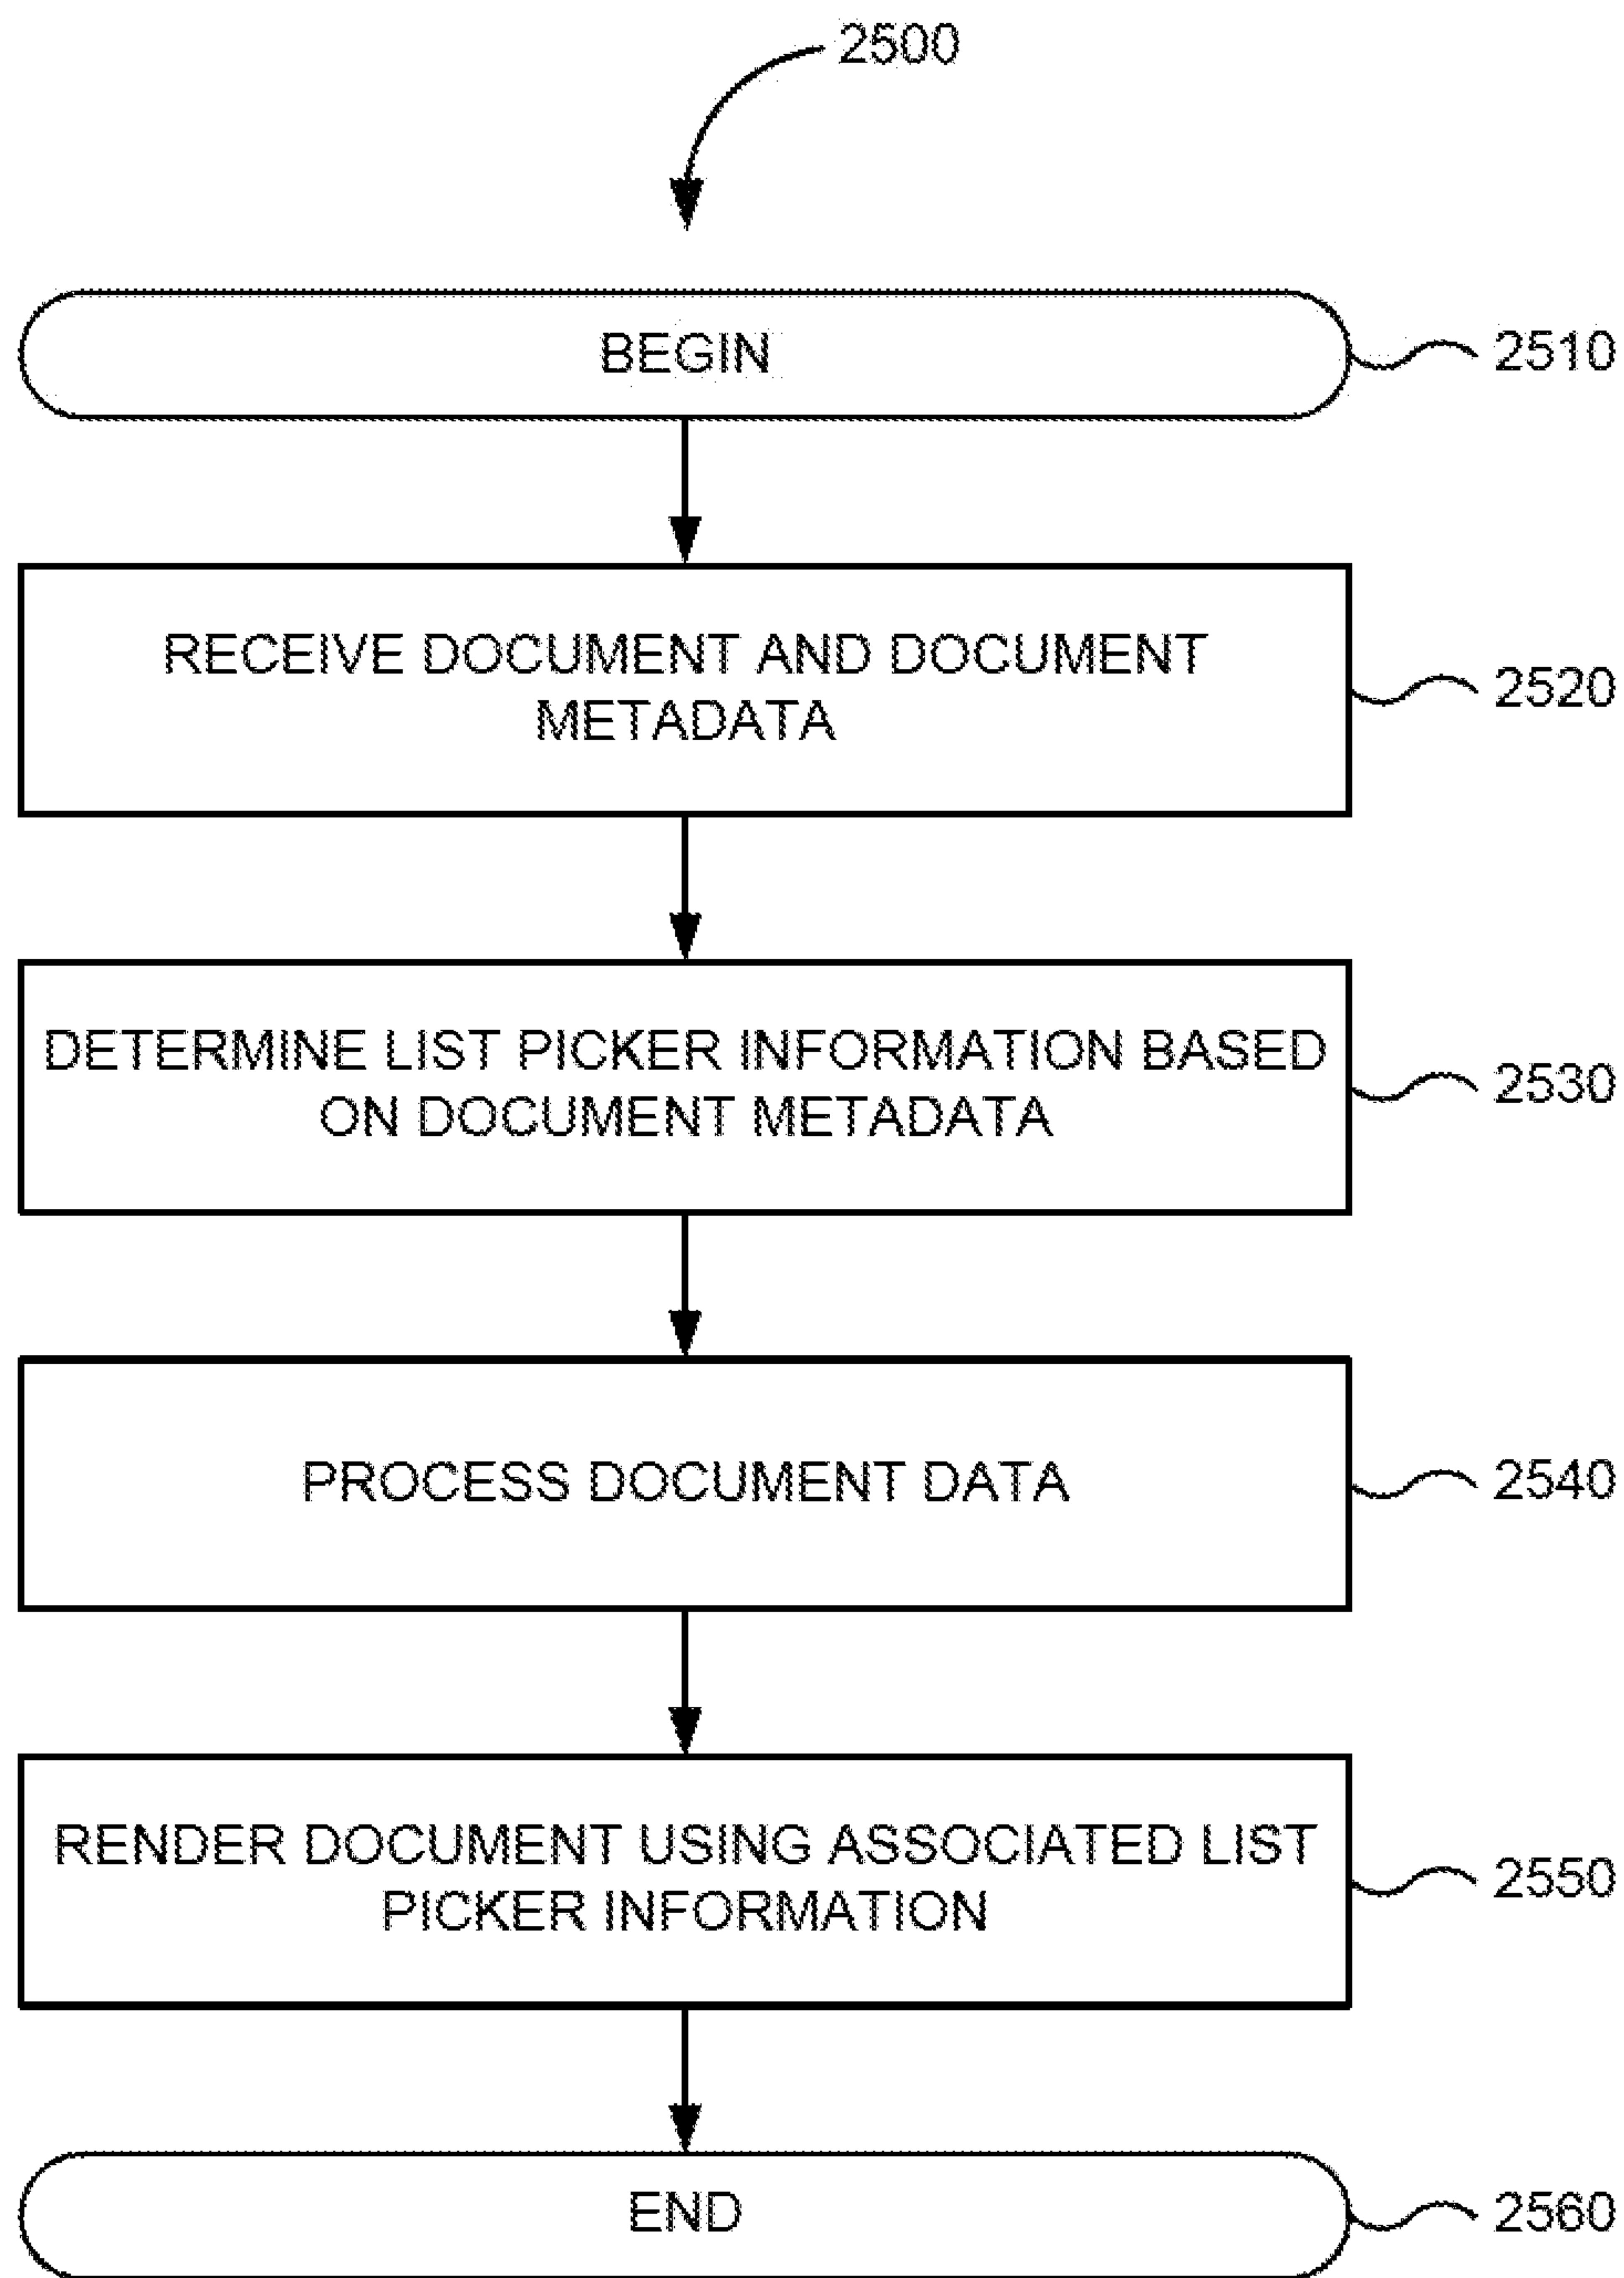 2500
BEGIN
2510
RECEIVE DOCUMENT AND DOCUMENT
METADATA
2520
DETERMINE LIST PICKER INFORMATION BASED
ON DOCUMENT METADATA
2530
PROCESS DOCUMENT DATA
2540
RENDER DOCUMENT USING ASSOCIATED LIST
PICKER INFORMATION
2550
END
2560